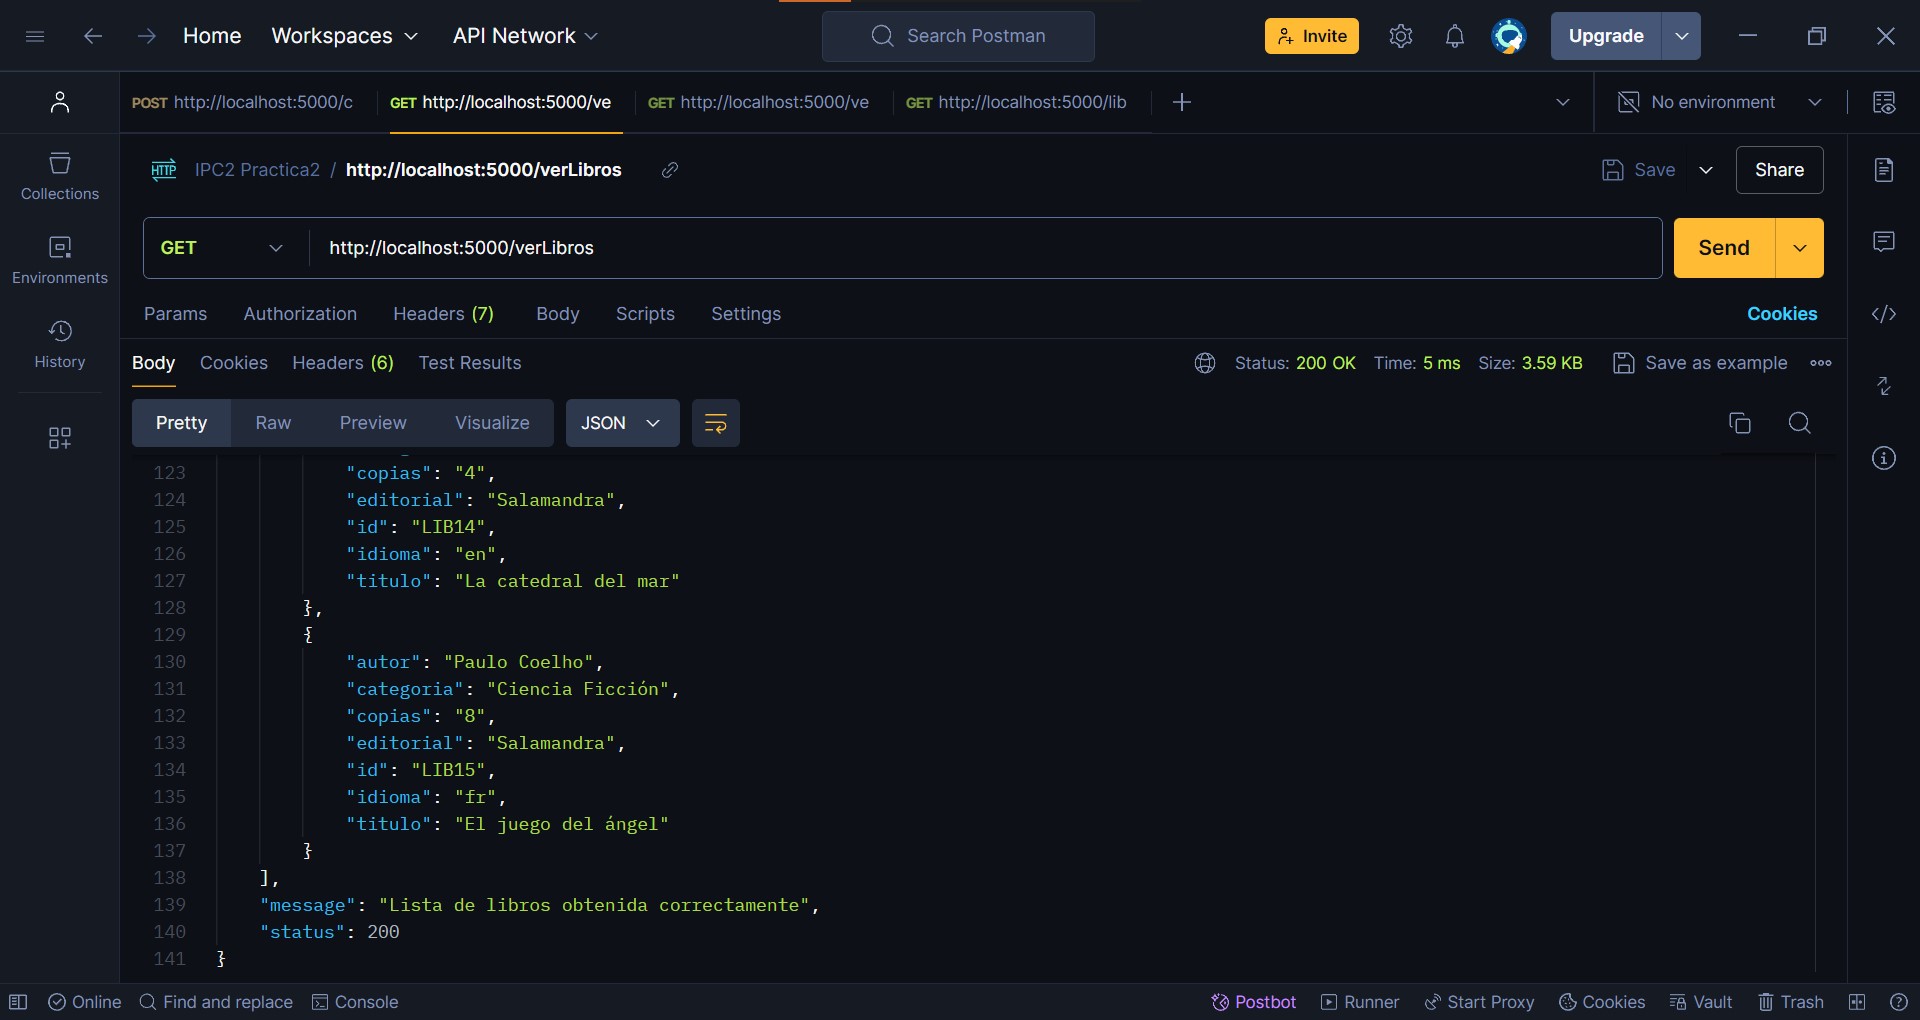 Home
Workspaces
API Network
Search Postman
Invite
Upgrade
POST http://localhost:5000/c
GET http://localhost:5000/ve
GET http://localhost:5000/ve
GET http://localhost:5000/lib
No environment
Collections
Environments
History
HTTP
IPC2 Practica2 / http://localhost:5000/verLibros
Save
Share
GET
http://localhost:5000/verLibros
Send
Params
Authorization
Headers (7)
Body
Scripts
Settings
Cookies
Body
Cookies
Headers (6)
Test Results
Status: 200 OK
Time: 5 ms
Size: 3.59 KB
Save as example
Pretty
Raw
Preview
Visualize
JSON
123 "copias": "4",
124 "editorial": "Salamandra",
125 "id": "LIB14",
126 "idioma": "en",
127 "titulo": "La catedral del mar"
128 },
129 {
130 "autor": "Paulo Coelho",
131 "categoria": "Ciencia Ficción",
132 "copias": "8",
133 "editorial": "Salamandra",
134 "id": "LIB15",
135 "idioma": "fr",
136 "titulo": "El juego del ángel"
137 }
138 ],
139 "message": "Lista de libros obtenida correctamente",
140 "status": 200
141 }
Online
Find and replace
Console
Postbot
Runner
Start Proxy
Cookies
Vault
Trash